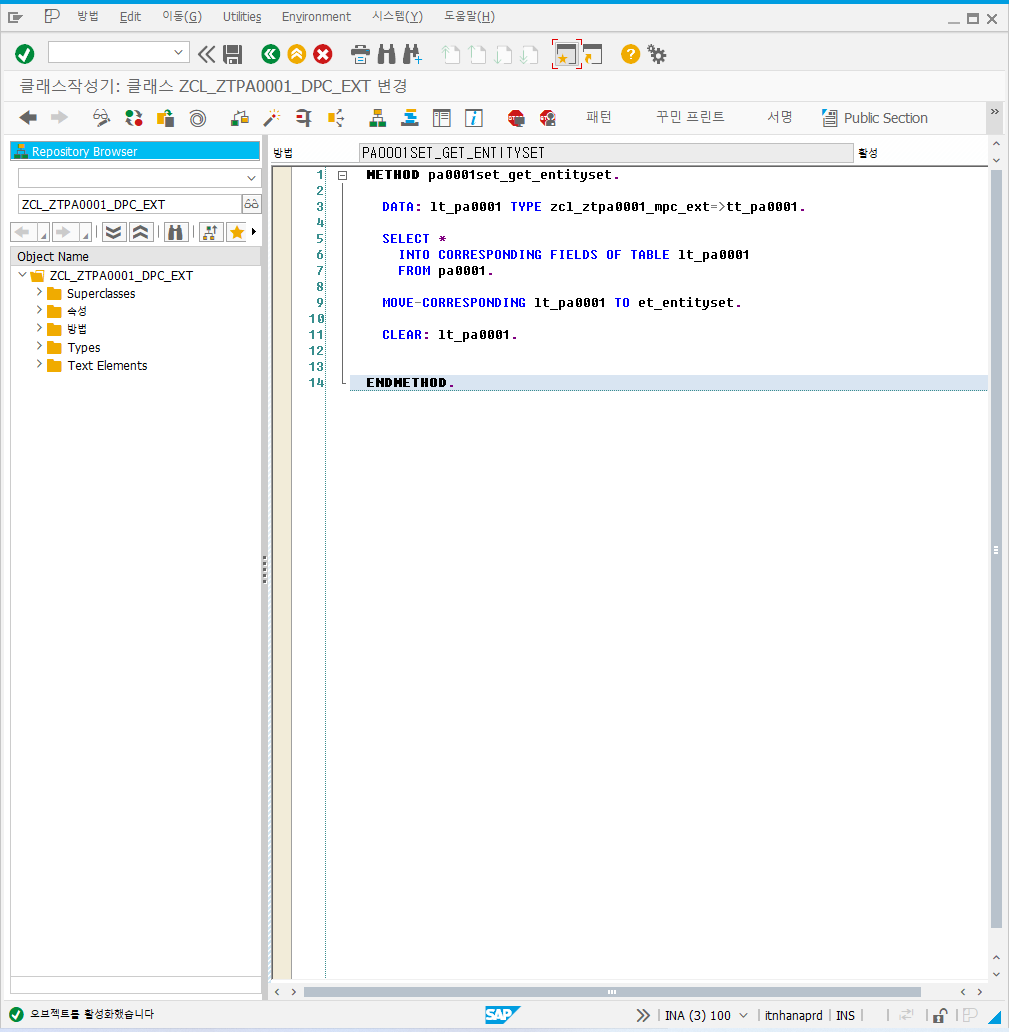 방법 Edit 이동(G) Utilities Environment 시스템(Y) 도움말(H)
클래스작성기: 클래스 ZCL_ZTPA0001_DPC_EXT 변경
패턴 꾸민 프린트 서명 Public Section
Repository Browser
방법 PA0001SET_GET_ENTITYSET 활성
ZCL_ZTPA0001_DPC_EXT
Object Name
ZCL_ZTPA0001_DPC_EXT
Superclasses
속성
방법
Types
Text Elements
1 METHOD pa0001set_get_entityset.
2
3 DATA: lt_pa0001 TYPE zcl_ztpa0001_mpc_ext=>tt_pa0001.
4
5 SELECT *
6 INTO CORRESPONDING FIELDS OF TABLE lt_pa0001
7 FROM pa0001.
8
9 MOVE-CORRESPONDING lt_pa0001 TO et_entityset.
10
11 CLEAR: lt_pa0001.
12
13
14 ENDMETHOD.
오브젝트를 활성화했습니다 SAP INA (3) 100 itnhanaprd INS